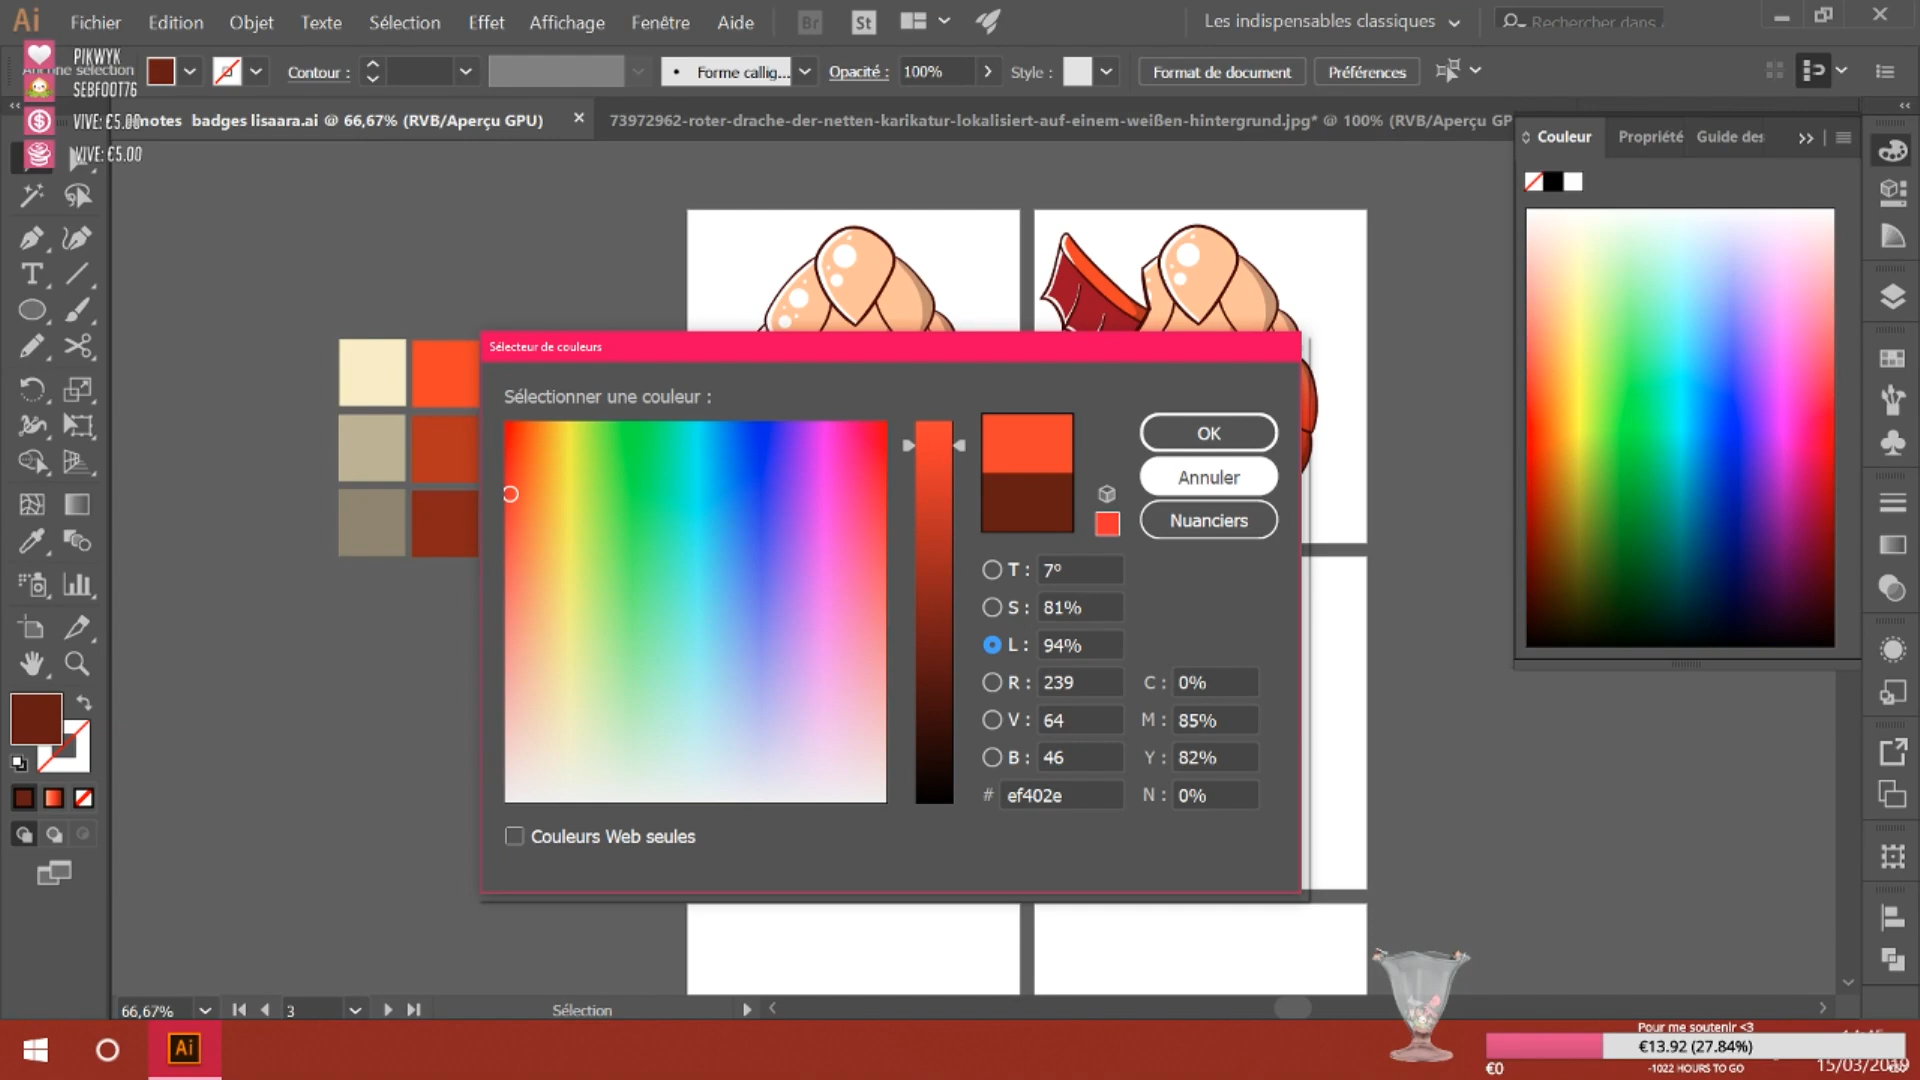 Ai Fichier Edition Objet Texte Sélection Effet Affichage Fenêtre Aide Br St Les indispensables classiques Rechercher dans
PIKWYK
Aucune sélection Contour : Forme callig... Opacité : 100% Style : Format de document Préférences
SEBFOOT76
VIVE: €5.00
motes badges lisaara.ai @ 66,67% (RVB/Aperçu GPU) 73972962-roter-drache-der-netten-karikatur-lokalisiert-auf-einem-weißen-hintergrund.jpg* @ 100% (RVB/Aperçu GP
VIVE: €5.00
Couleur Propriété Guide des
Sélecteur de couleurs
Sélectionner une couleur :
OK
Annuler
Nuanciers
T : 7°
S : 81%
L : 94%
R : 239 C : 0%
V : 64 M : 85%
B : 46 Y : 82%
# ef402e N : 0%
Couleurs Web seules
66,67% 3 Sélection
Ai
Pour me soutenir <3
€13.92 (27.84%)
€0 -1022 HOURS TO GO
15/03/2019